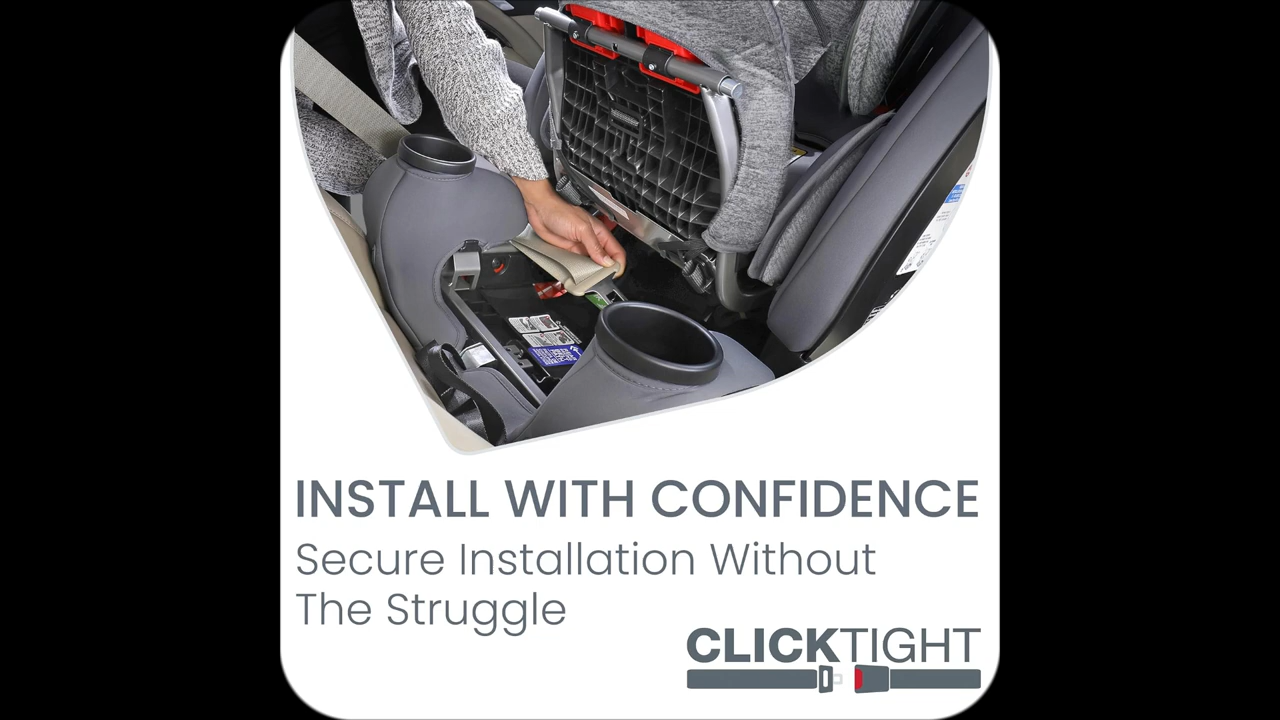 INSTALL WITH CONFIDENCE
Secure Installation Without
The Struggle
CLICKTIGHT